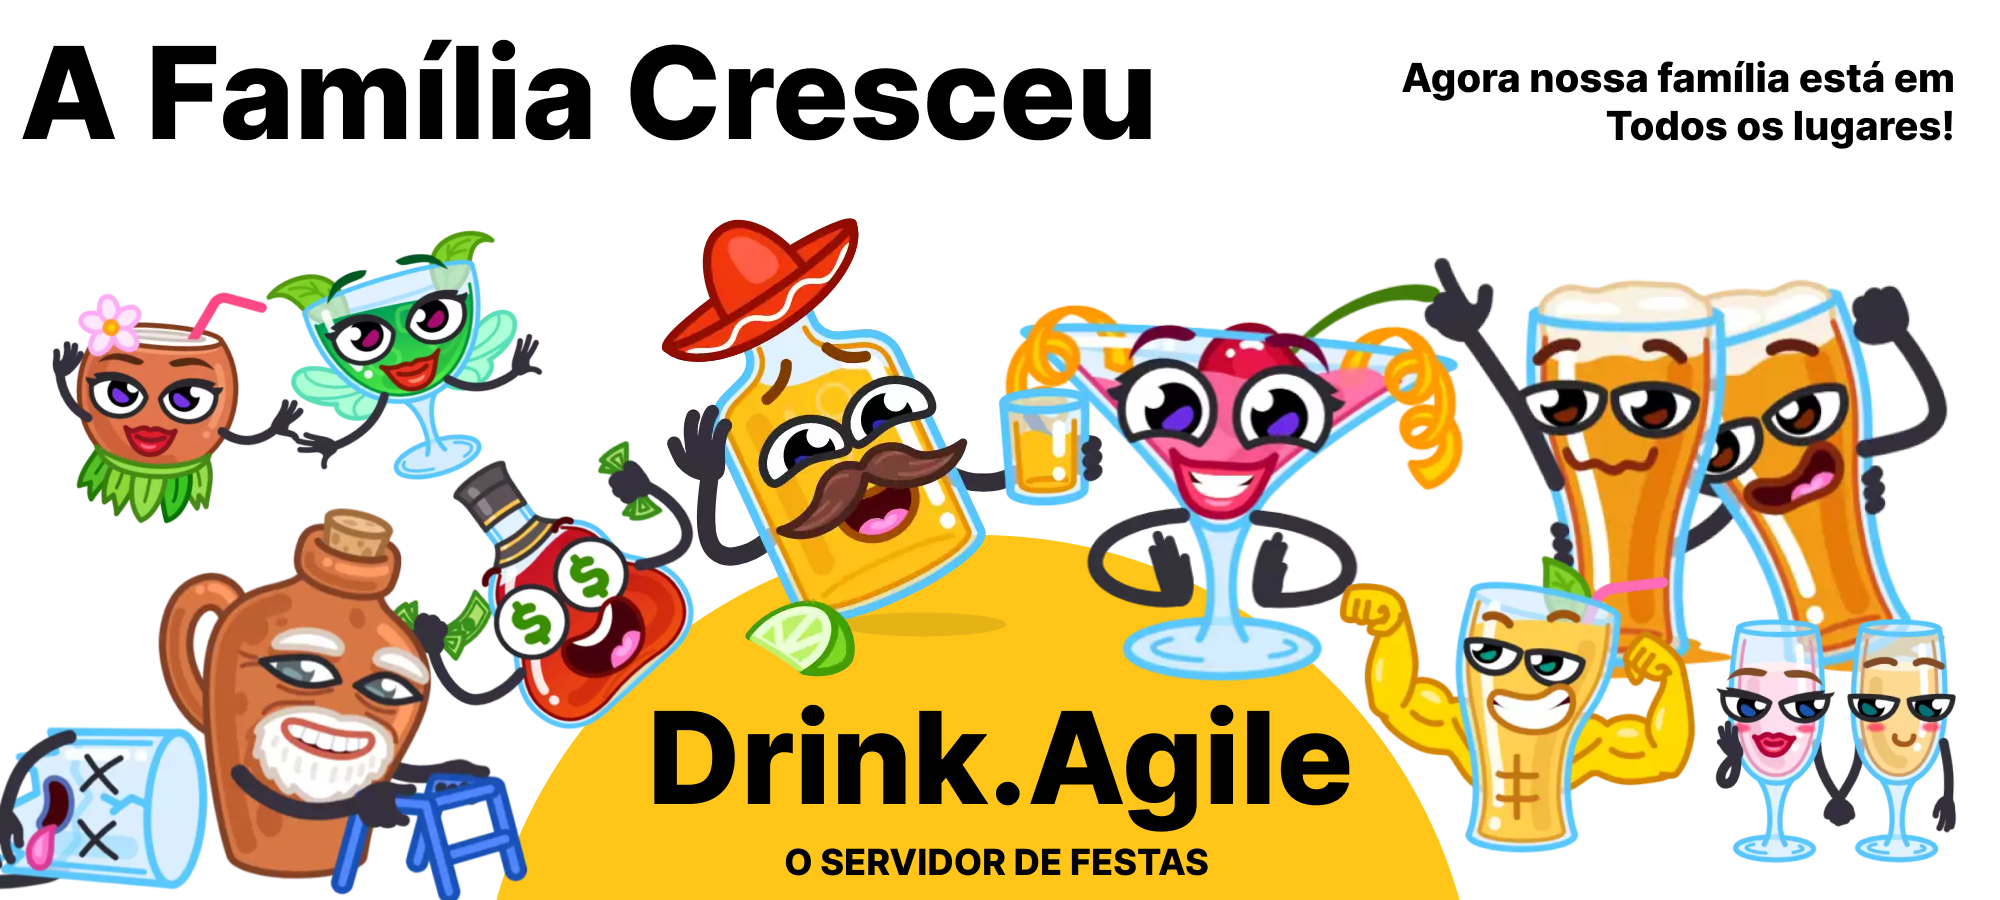 A Família Cresceu
Agora nossa família está em
Todos os lugares!
$ $
Drink.Agile
O SERVIDOR DE FESTAS